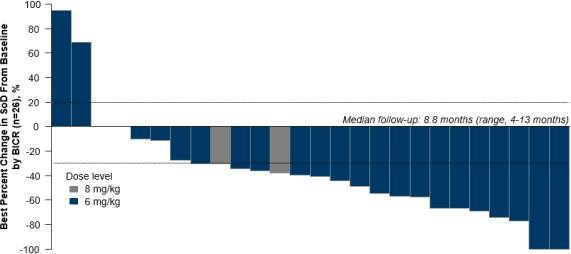 Best Percent Change in SoD From Baseline
by BICR (n=26), %
100
80
60
40
20
0
-20
-40
-60
-80
-100
Median follow-up: 8.8 months (range, 4-13 months)
Dose level
8 mg/kg
6 mg/kg